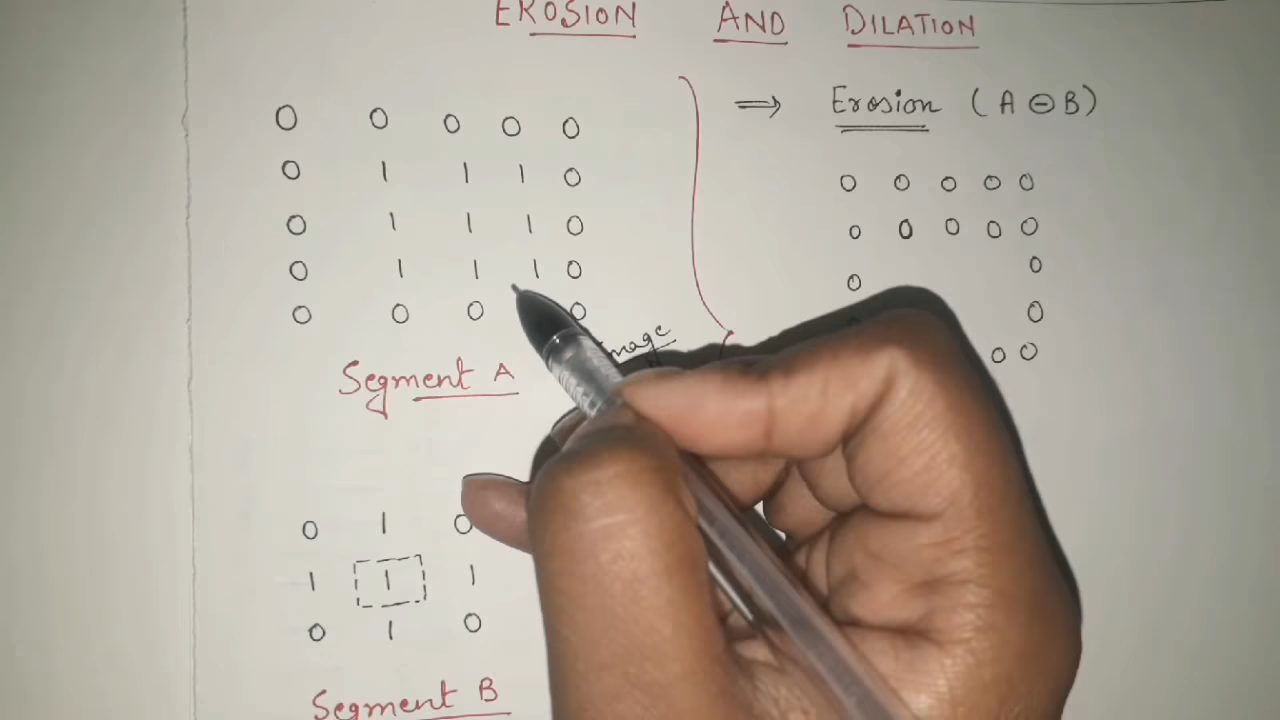 EROSION AND DILATION
0 0 0 0 0
0 1 1 1 0
0 1 1 1 0
0 1 1 1 0
0 0 0 0
Segment A
0 1 0
1 1 1
0 1 0
Segment B
⇒ Erosion (A ⊖ B)
0 0 0 0 0
0 0 0 0 0
0 0
0
0 0